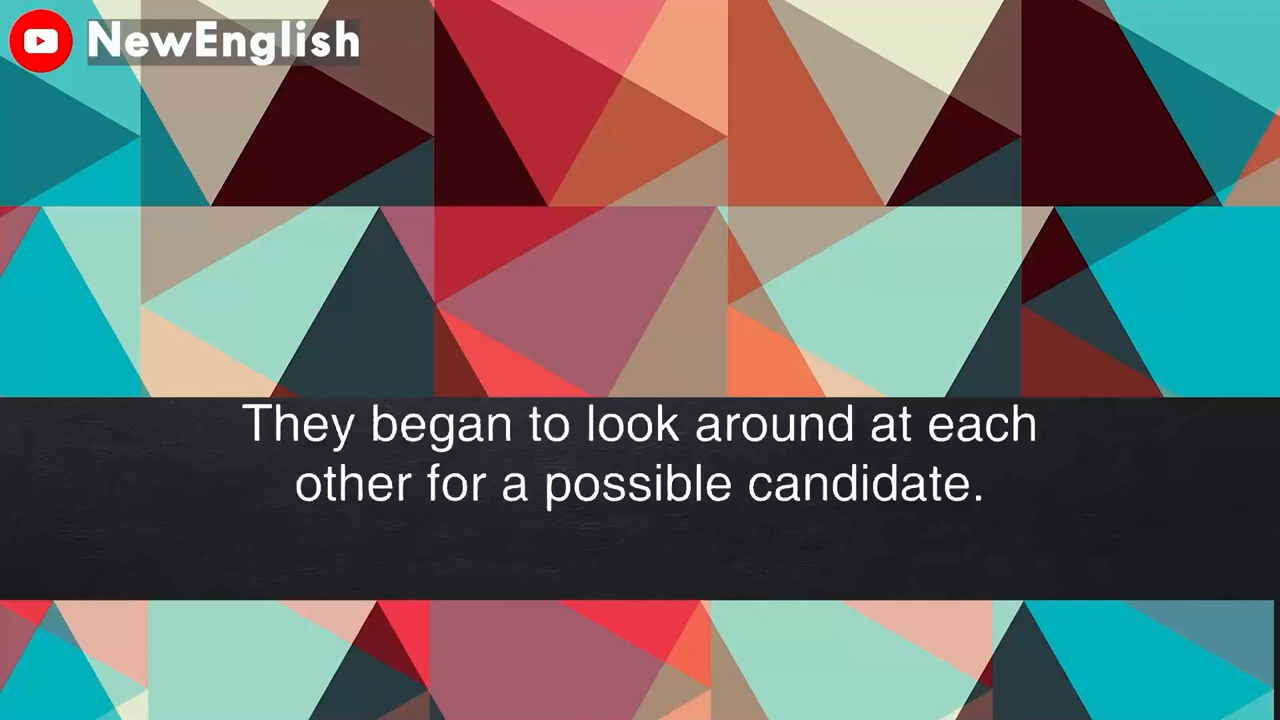 NewEnglish
They began to look around at each
other for a possible candidate.